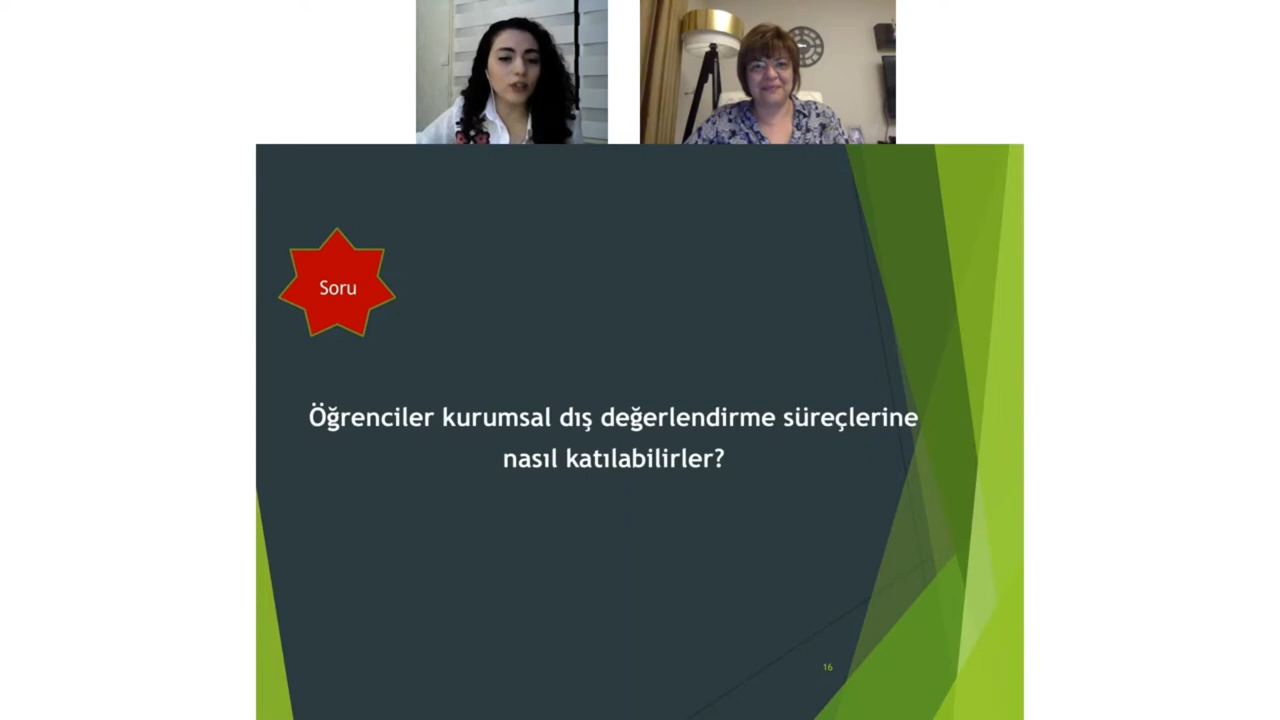 Soru
Öğrenciler kurumsal dış değerlendirme süreçlerine
nasıl katılabilirler?
16